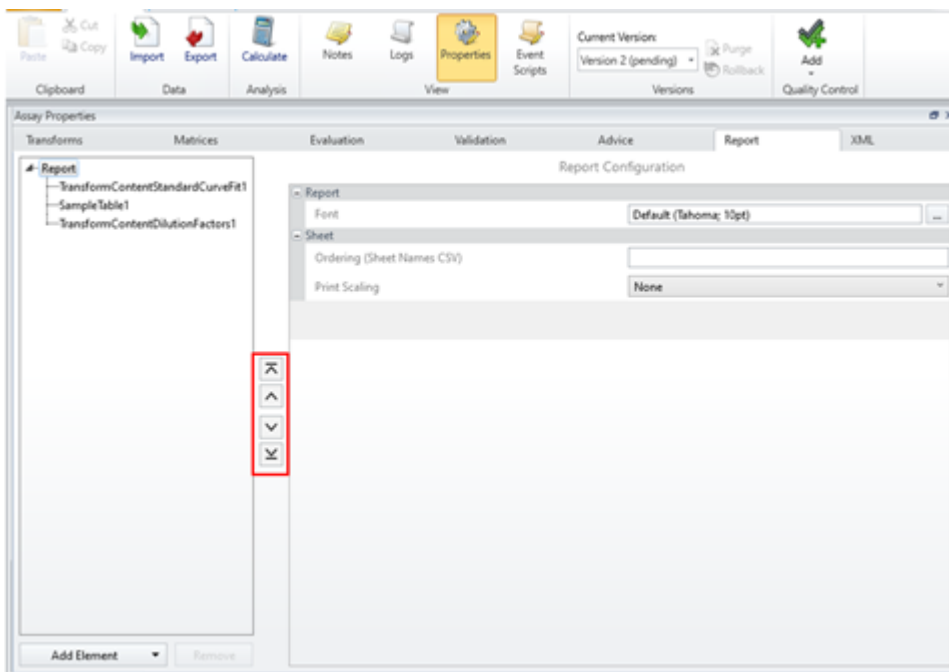 Paste
Cut
Copy
Clipboard
Import
Export
Data
Calculate
Analysis
Notes
Logs
Properties
Event
Scripts
View
Current Version:
Version 2 (pending)
Purge
Rollback
Versions
Add
Quality Control
Assay Properties
Transforms Matrices Evaluation Validation Advice Report XML
Report
TransformContentStandardCurveFit1
SampleTable1
TransformContentDilutionFactors1
Add Element Remove
Report Configuration
Report
Font Default (Tahoma; 10pt) ...
Sheet
Ordering (Sheet Names CSV)
Print Scaling None